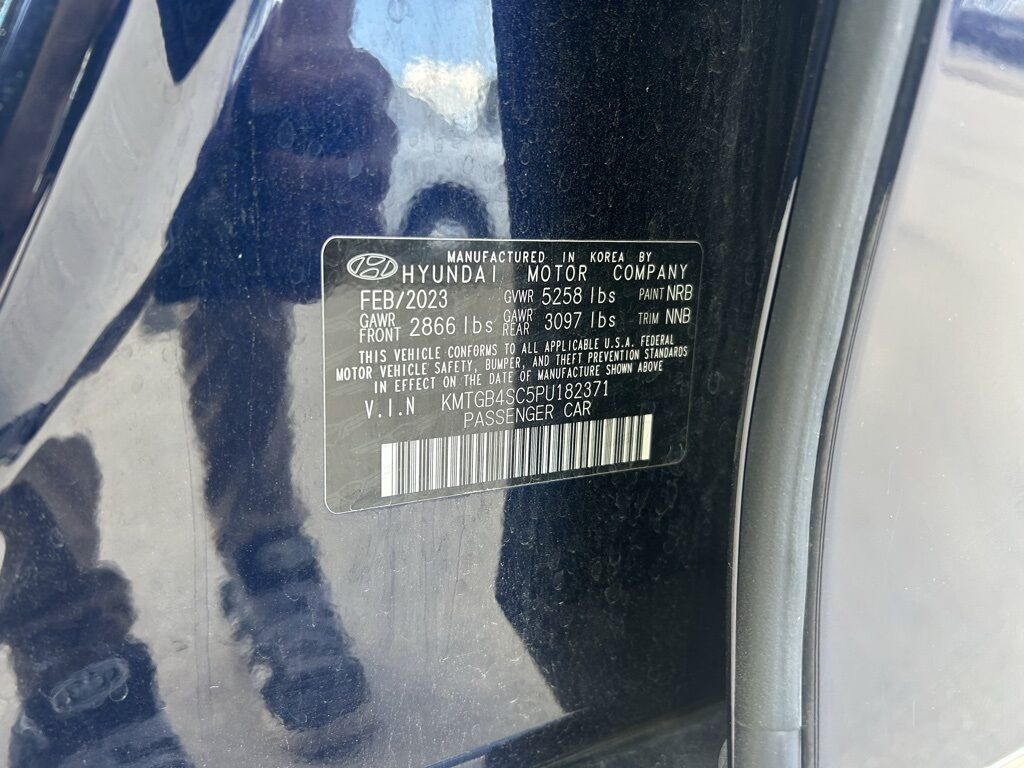 MANUFACTURED IN KOREA BY
HYUNDAI MOTOR COMPANY
FEB/2023 GVWR 5258 lbs PAINT NRB
GAWR FRONT 2866 lbs GAWR REAR 3097 lbs TRIM NNB
THIS VEHICLE CONFORMS TO ALL APPLICABLE U.S.A. FEDERAL
MOTOR VEHICLE SAFETY, BUMPER, AND THEFT PREVENTION STANDARDS
IN EFFECT ON THE DATE OF MANUFACTURE SHOWN ABOVE
V.I.N KMTGB4SC5PU182371
PASSENGER CAR